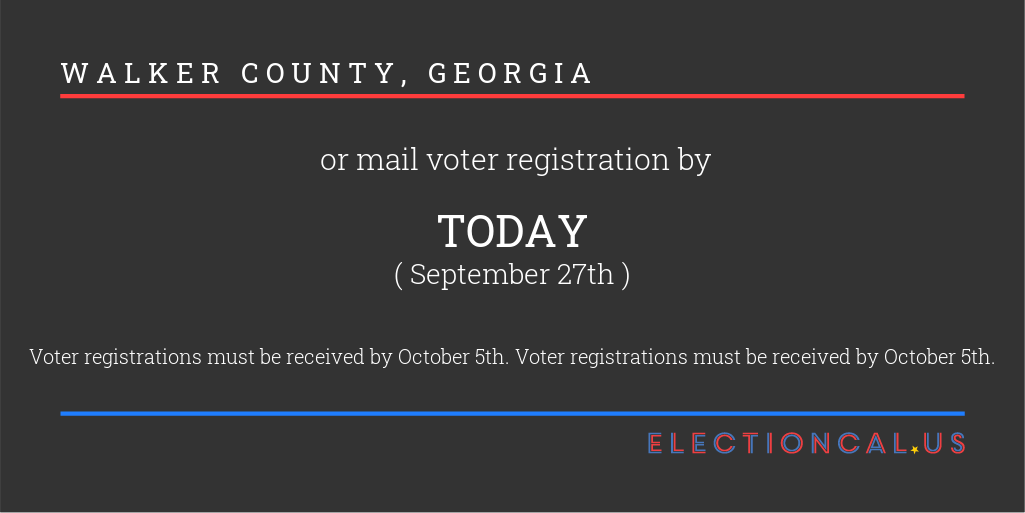 WALKER COUNTY, GEORGIA
or mail voter registration by
TODAY
( September 27th )
Voter registrations must be received by October 5th. Voter registrations must be received by October 5th.
ELECTIONCAL.US